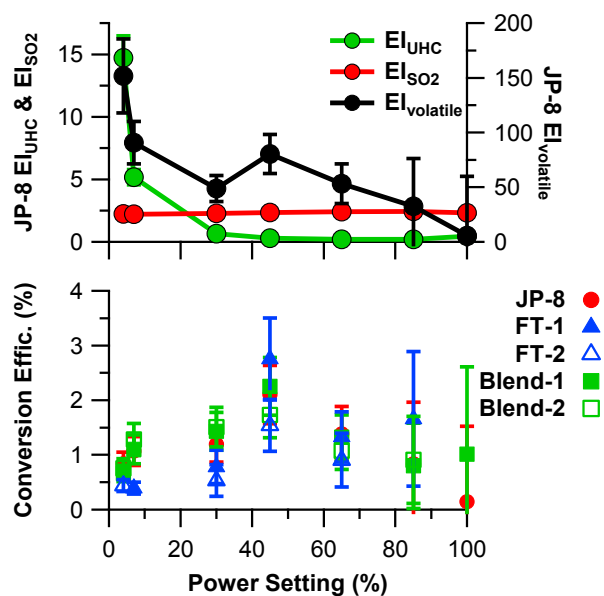 JP-8 EI_UHC & EI_SO2
15
10
5
0
EI_UHC
EI_SO2
EI_volatile
200
150
100
50
0
JP-8 EI_volatile
Conversion Effic. (%)
4
3
2
1
0
JP-8
FT-1
FT-2
Blend-1
Blend-2
0 20 40 60 80 100
Power Setting (%)